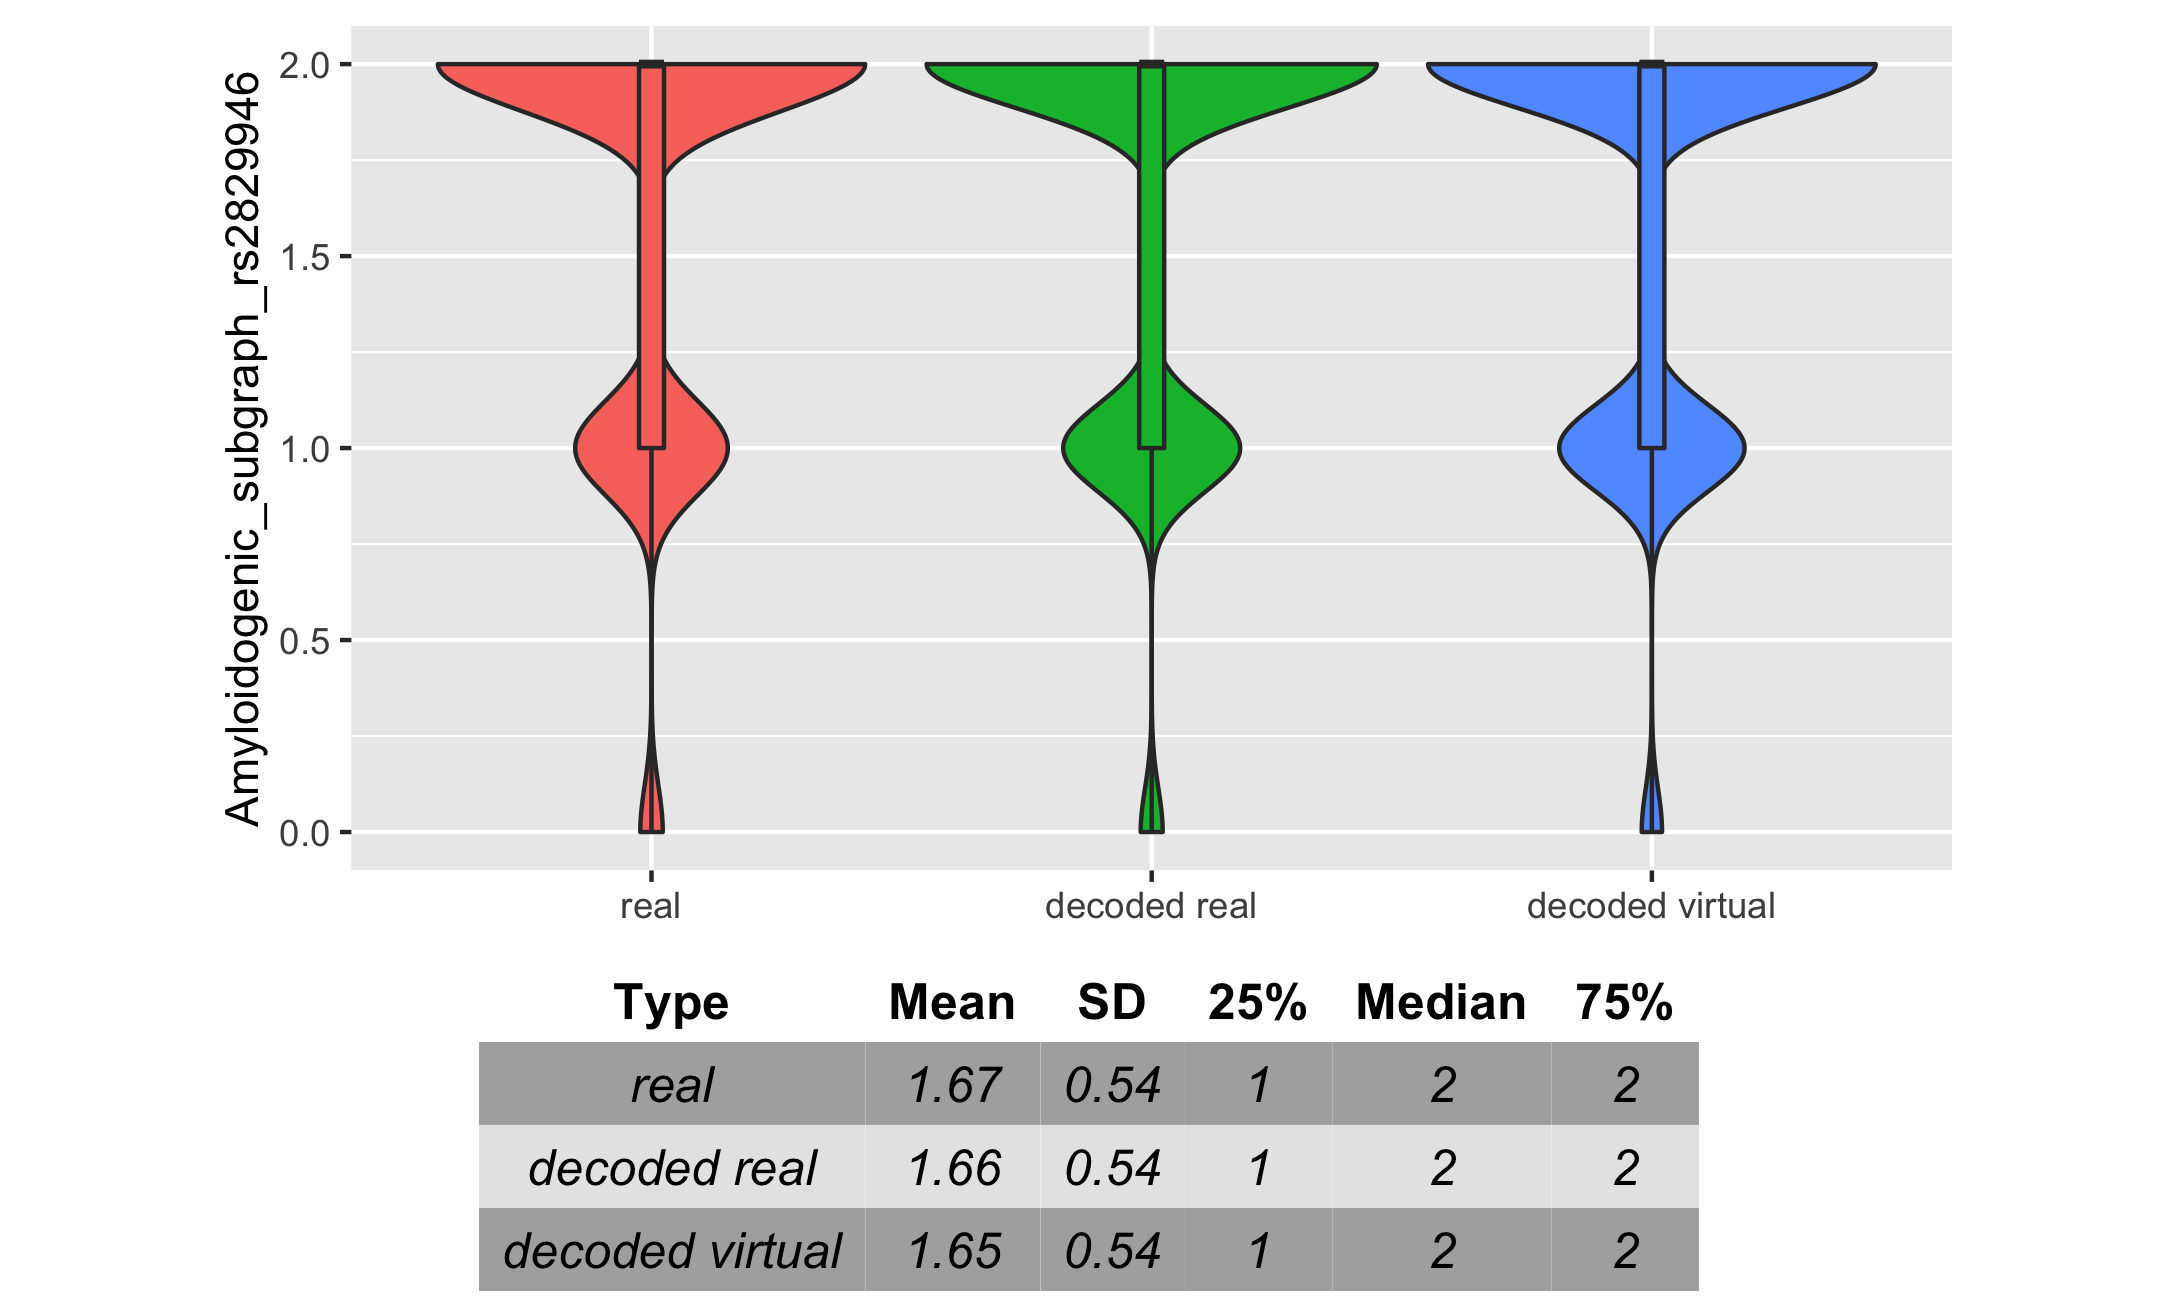 Amyloidogenic_subgraph_rs2829946
2.0
1.5
1.0
0.5
0.0
real decoded real decoded virtual
Type Mean SD 25% Median 75%
real 1.67 0.54 1 2 2
decoded real 1.66 0.54 1 2 2
decoded virtual 1.65 0.54 1 2 2